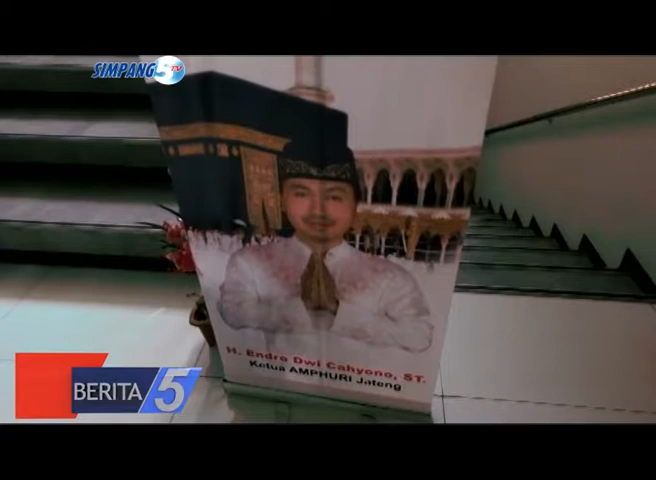 SIMPANG 5 TV
H. Endro Dwi Cahyono, ST.
Ketua AMPHURI Jateng
BERITA 5